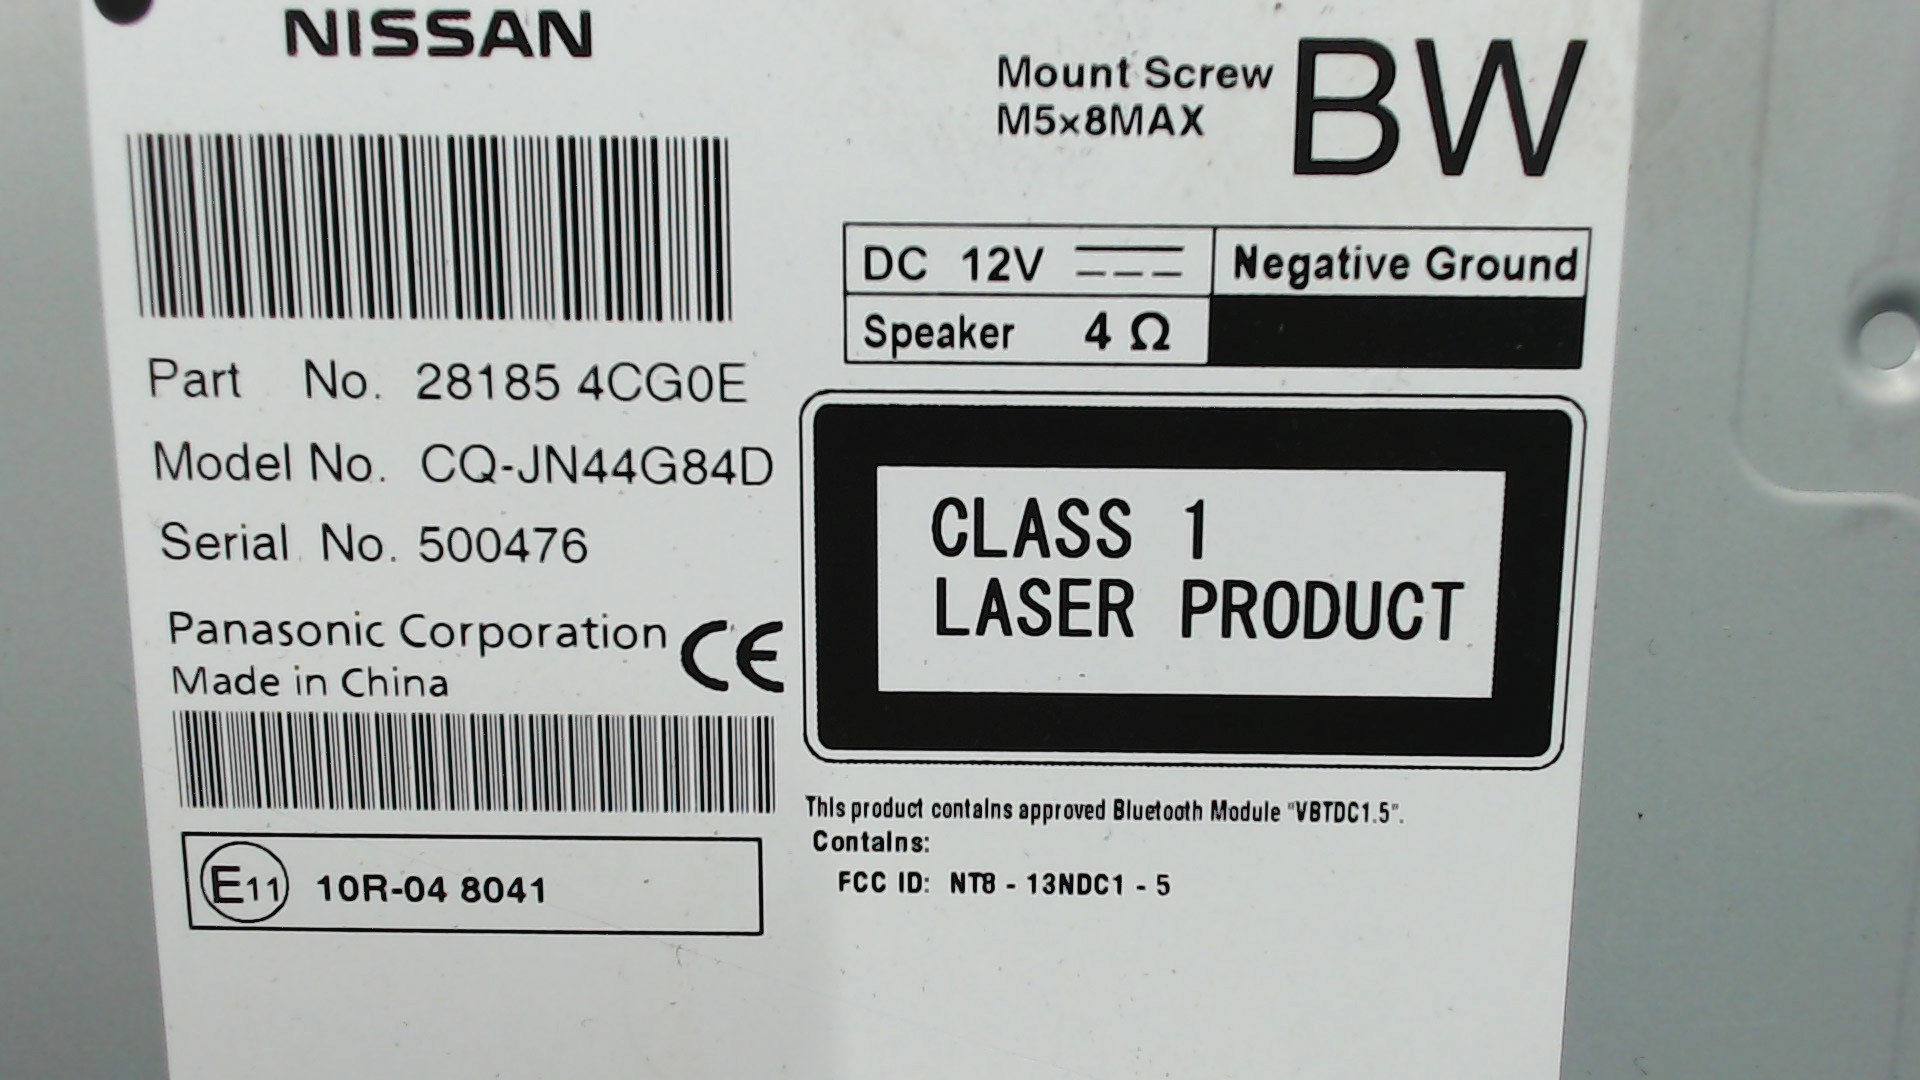 NISSAN
Mount Screw
M5x8MAX
BW
DC 12V
Negative Ground
Speaker 4 Ω
Part No. 28185 4CG0E
Model No. CQ-JN44G84D
Serial No. 500476
Panasonic Corporation
Made in China
CE
CLASS 1
LASER PRODUCT
E11 10R-04 8041
This product contains approved Bluetooth Module "VBTDC1.5".
Contains:
FCC ID: NT8 - 13NDC1 - 5